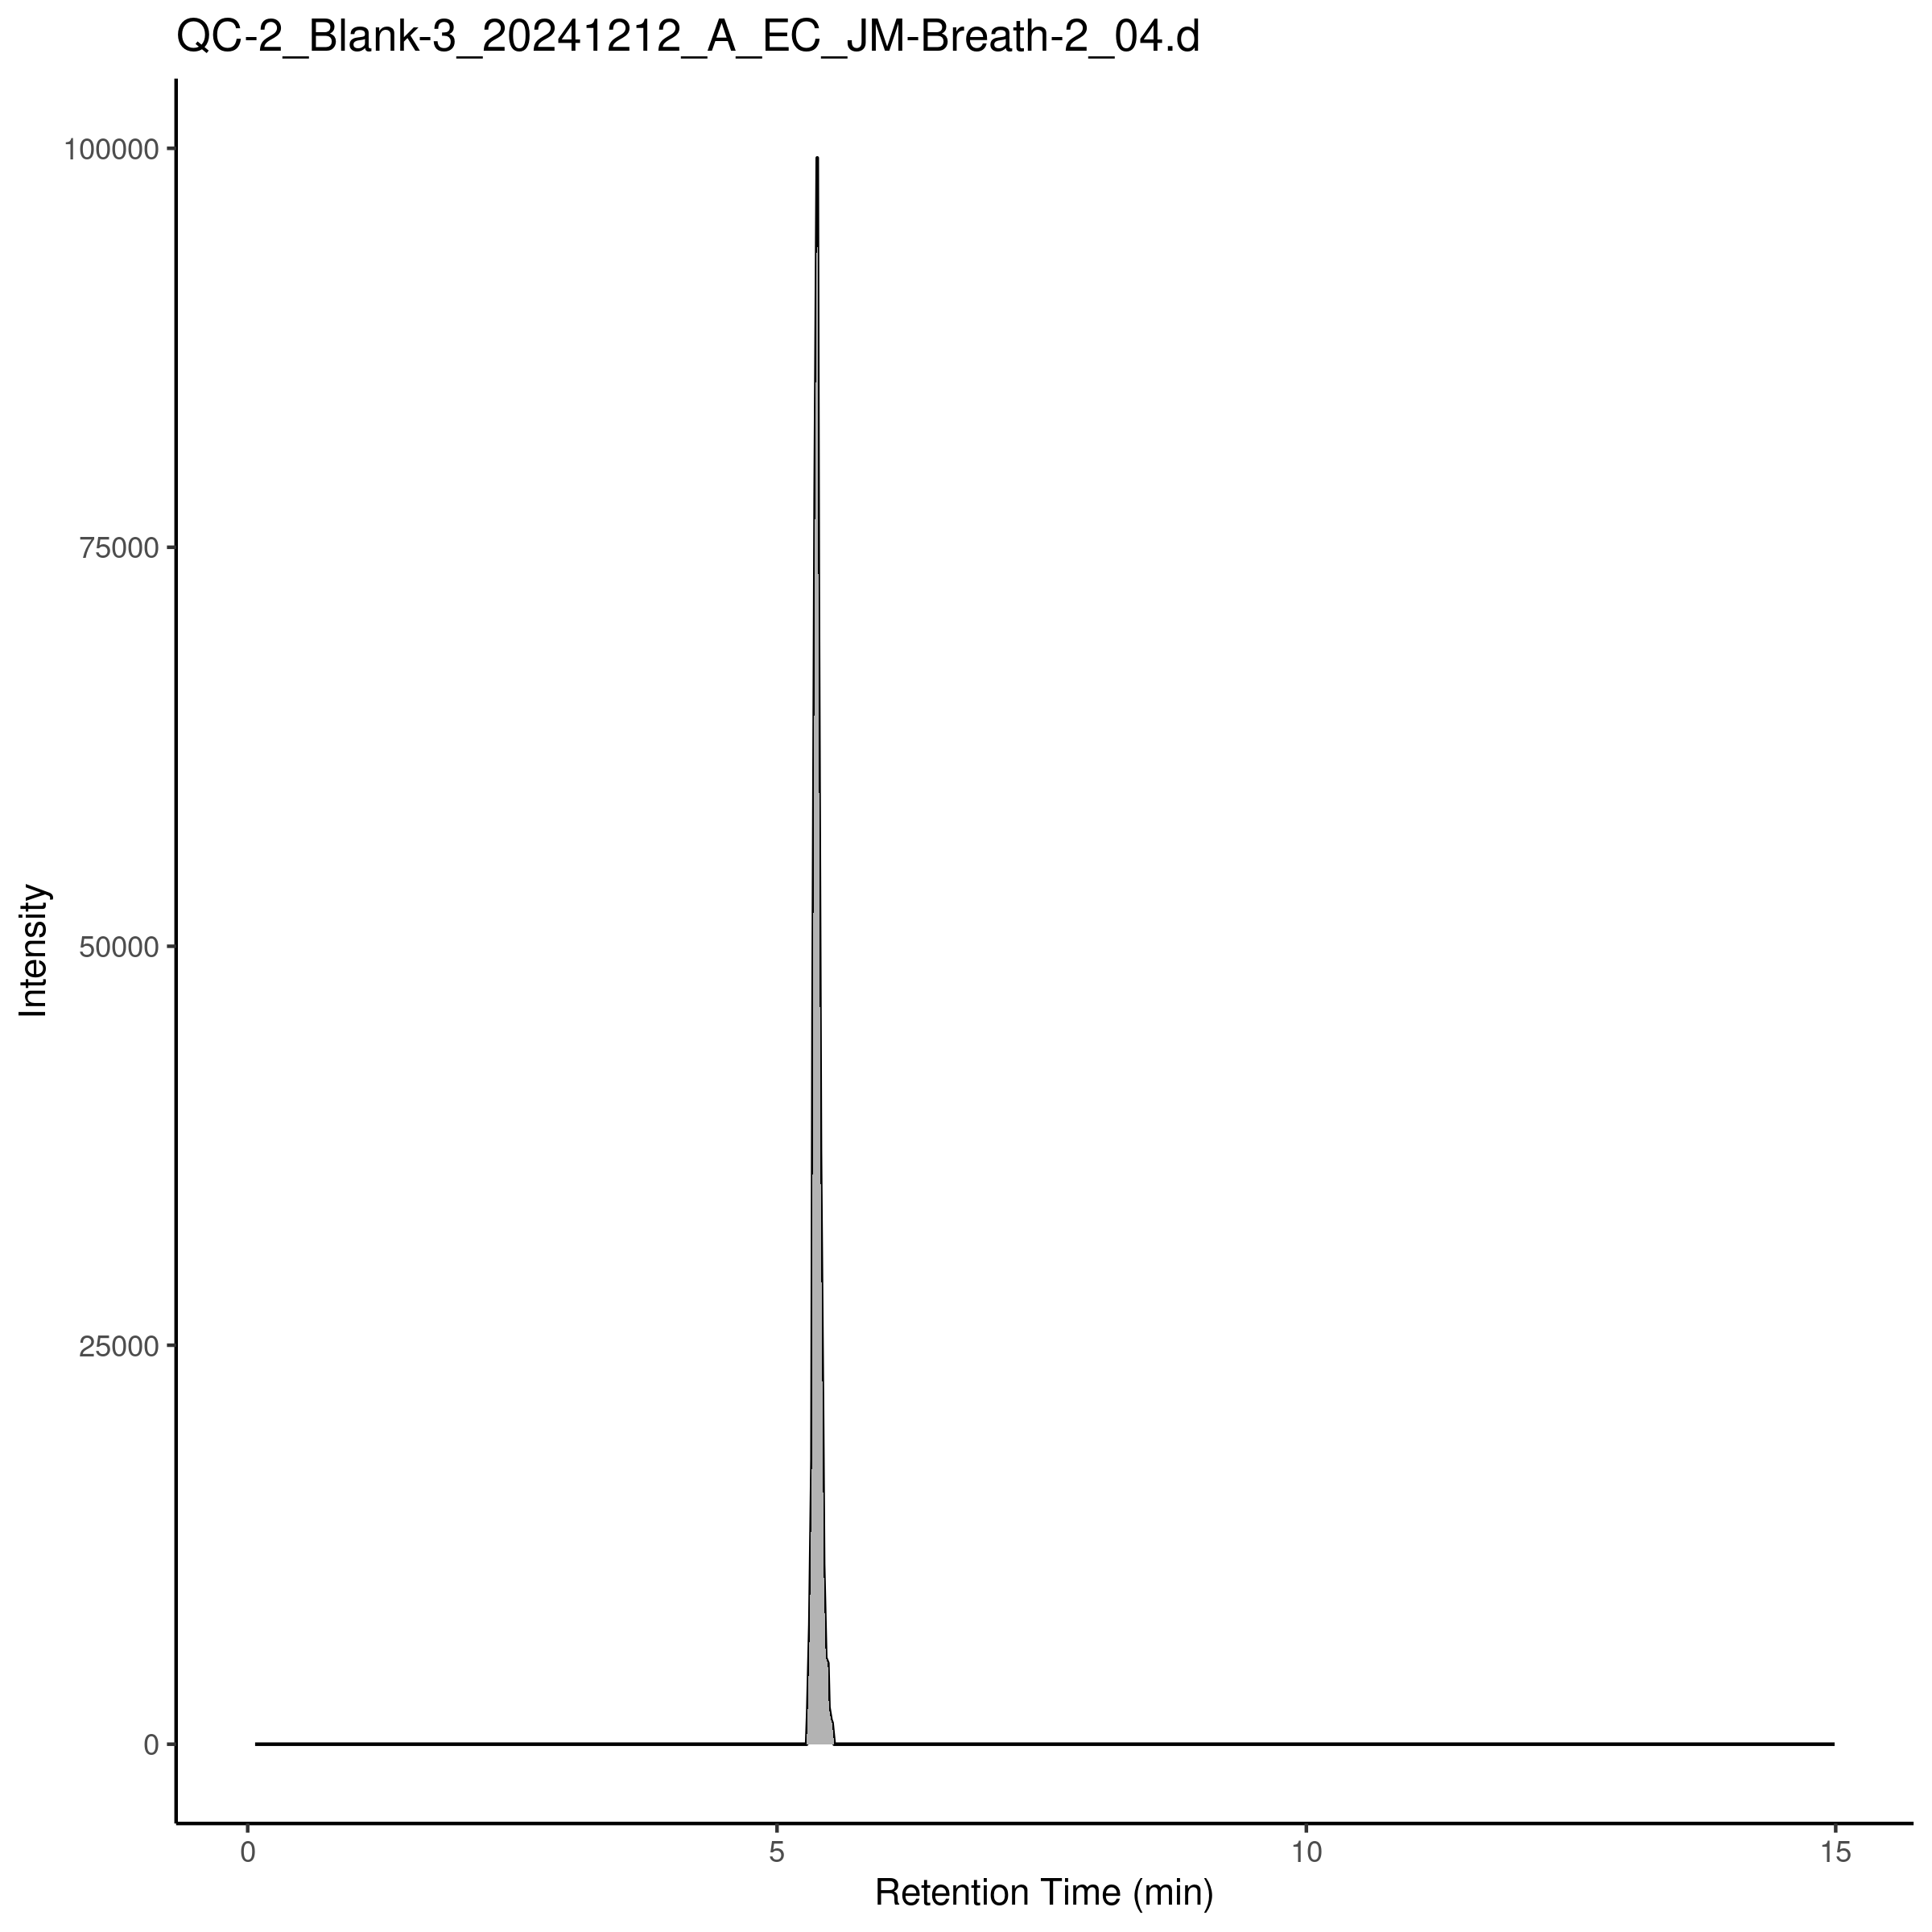 QC-2_Blank-3_20241212_A_EC_JM-Breath-2_04.d
100000
75000
50000
25000
0
Intensity
0 5 10 15
Retention Time (min)